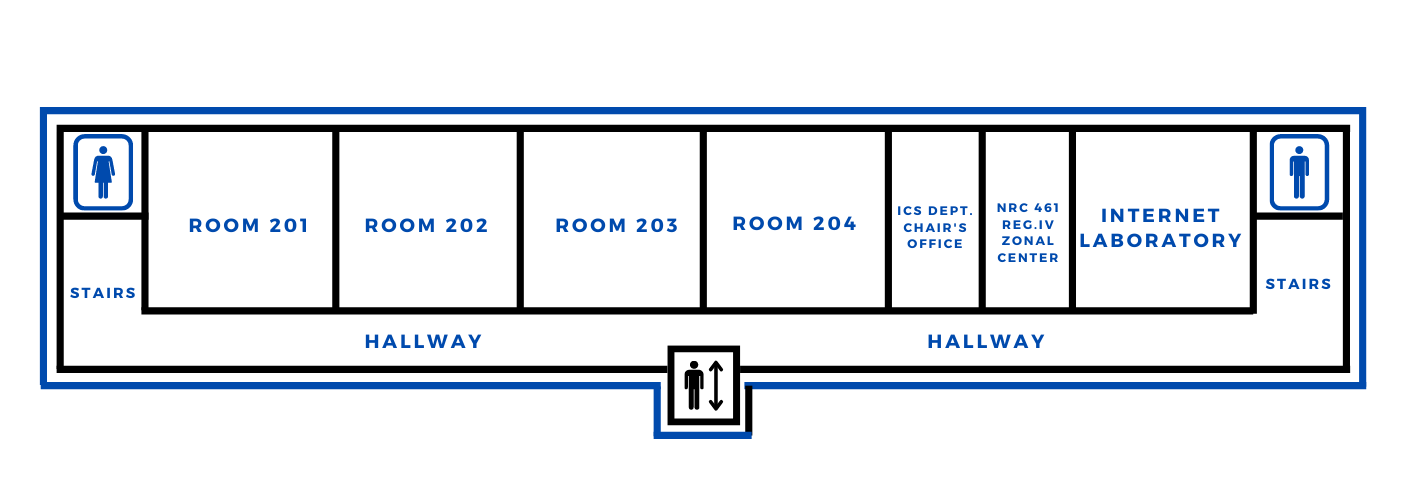 ROOM 201
ROOM 202
ROOM 203
ROOM 204
ICS DEPT.
CHAIR'S
OFFICE
NRC 461
REG.IV
ZONAL
CENTER
INTERNET
LABORATORY
STAIRS
STAIRS
HALLWAY
HALLWAY